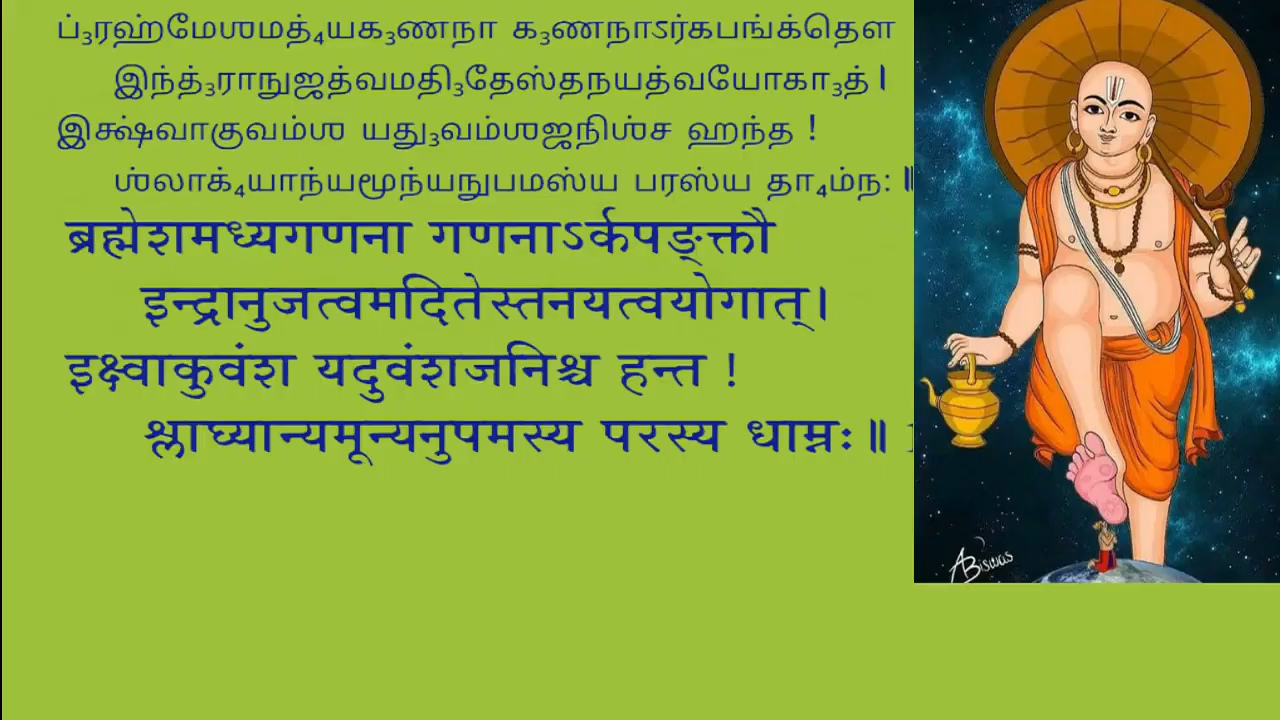 ப்₃ரஹ்மேஶமத்₄யக₃ணநா க₃ணநாऽர்கபங்க்தௌ
இந்த்₃ராநுஜத்வமதி₃தேஸ்தநயத்வயோகா₃த்।
இக்ஷ்வாகுவம்ஶ யது₃வம்ஶஜநிஶ்ச ஹந்த !
ஶ்லாக்₄யாந்யமூந்யநுபமஸ்ய பரஸ்ய தா₄ம்ந: ॥
ब्रह्मेशमध्यगणना गणनाऽर्कपङ्क्तौ
इन्द्रानुजत्वमदितेस्तनयत्वयोगात्।
इक्ष्वाकुवंश यदुवंशजनिश्च हन्त !
श्लाघ्यान्यमून्यनुपमस्य परस्य धाम्नः॥
ABiswas